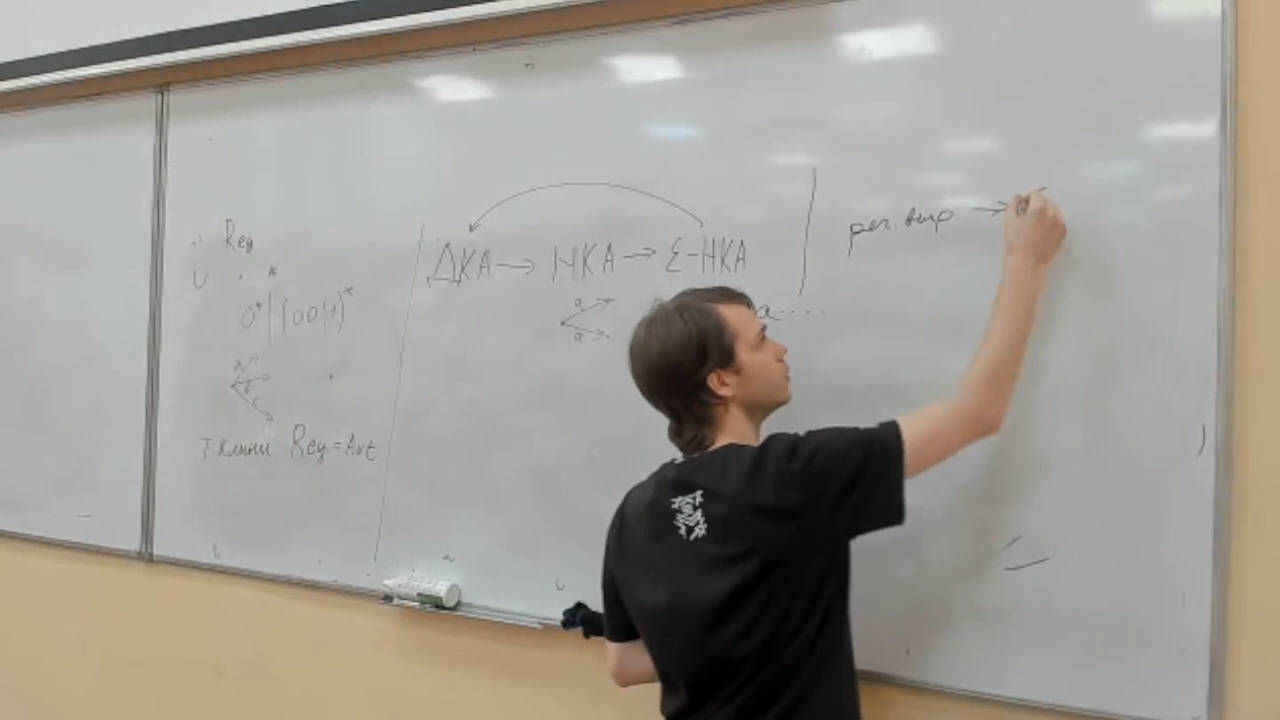 Reg
∪ · *
0* | (00|1)*
a
b
c
т. Клини Reg = Aut
ДКА → НКА → ε-НКА
a
a
a....
рег. выр →